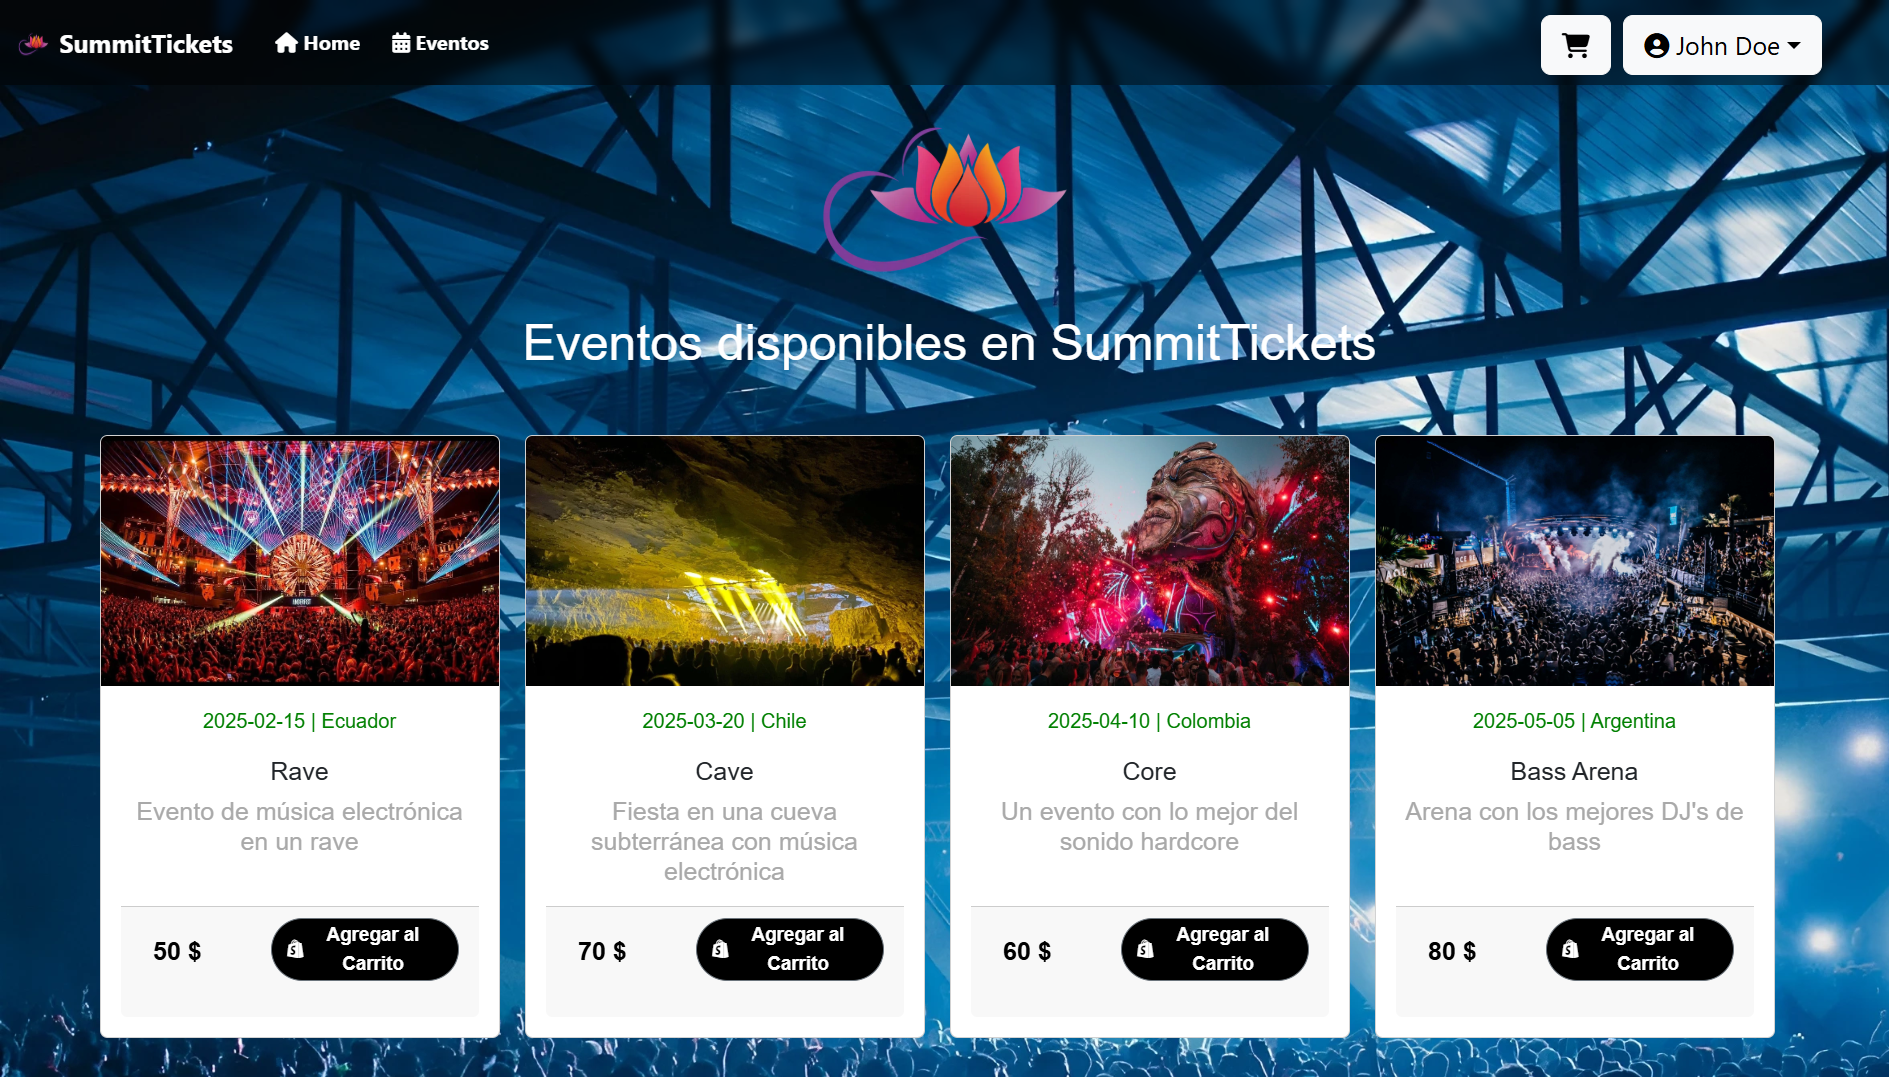 SummitTickets
Home
Eventos
John Doe
Eventos disponibles en SummitTickets
2025-02-15 | Ecuador
Rave
Evento de música electrónica
en un rave
50 $
Agregar al
Carrito
2025-03-20 | Chile
Cave
Fiesta en una cueva
subterránea con música
electrónica
70 $
Agregar al
Carrito
2025-04-10 | Colombia
Core
Un evento con lo mejor del
sonido hardcore
60 $
Agregar al
Carrito
2025-05-05 | Argentina
Bass Arena
Arena con los mejores DJ's de
bass
80 $
Agregar al
Carrito